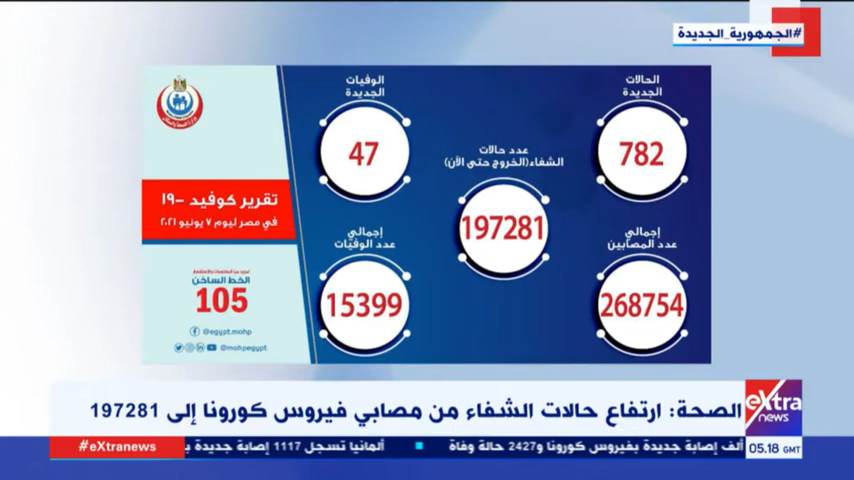 #الجمهورية_الجديدة
الحالات
الجديدة
782
الوفيات
الجديدة
47
عدد حالات
الشفاء(الخروج حتى الآن)
197281
إجمالي
عدد المصابين
268754
إجمالي
عدد الوفيات
15399
تقرير كوفيد -١٩
في مصر ليوم ٧ يونيو ٢٠٢١
الخط الساخن
105
@egypt.mohp
@mohpegypt
الصحة: ارتفاع حالات الشفاء من مصابي فيروس كورونا إلى 197281
eXtra
news
05.18 GMT
ألف إصابة جديدة بفيروس كورونا و2427 حالة وفاة
ألمانيا تسجل 1117 إصابة جديدة
#eXtranews